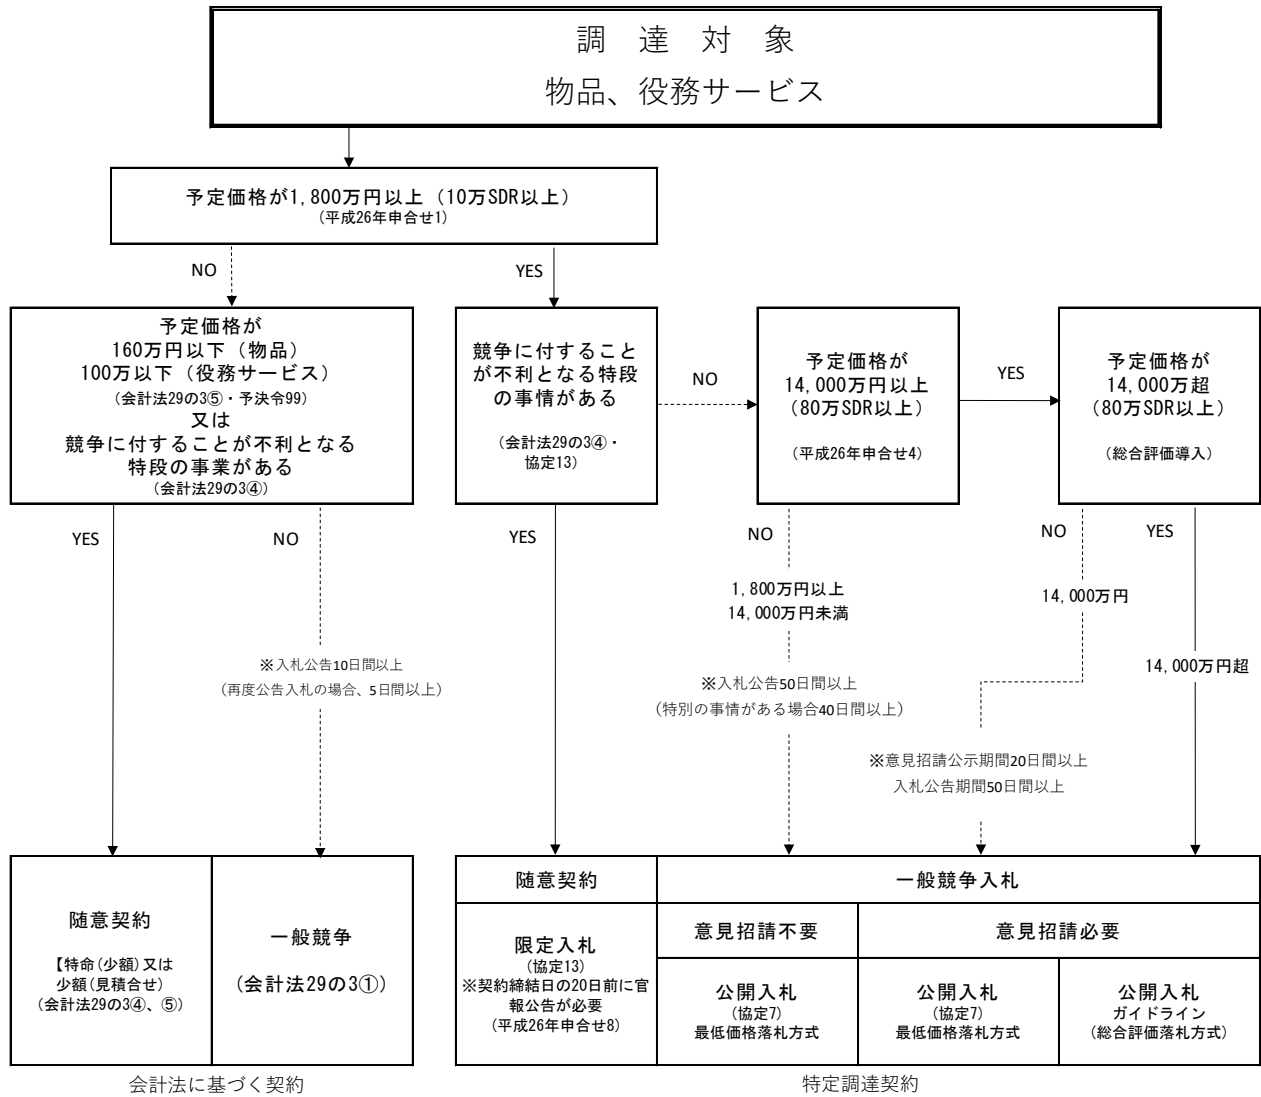 調　達　対　象
物品、役務サービス
予定価格が1,800万円以上（10万SDR以上）
（平成26年申合せ1）
NO
YES
予定価格が
160万円以下（物品）
100万以下（役務サービス）
（会計法29の3⑤・予決令99）
又は
競争に付することが不利となる
特段の事業がある
（会計法29の3④）
競争に付すること
が不利となる特段
の事情がある
（会計法29の3④・
協定13）
NO
予定価格が
14,000万円以上
（80万SDR以上）
（平成26年申合せ4）
YES
予定価格が
14,000万超
（80万SDR以上）
（総合評価導入）
YES
NO
YES
NO
NO
YES
1,800万円以上
14,000万円未満
14,000万円
14,000万円超
※入札公告10日間以上
（再度公告入札の場合、5日間以上）
※入札公告50日間以上
（特別の事情がある場合40日間以上）
※意見招請公示期間20日間以上
入札公告期間50日間以上
随意契約
【特命(少額)又は
少額(見積合せ)
（会計法29の3④、⑤）
一般競争
（会計法29の3①）
随意契約
一般競争入札
限定入札
（協定13）
※契約締結日の20日前に官
報公告が必要
（平成26年申合せ8）
意見招請不要
意見招請必要
公開入札
（協定7）
最低価格落札方式
公開入札
（協定7）
最低価格落札方式
公開入札
ガイドライン
（総合評価落札方式）
会計法に基づく契約
特定調達契約